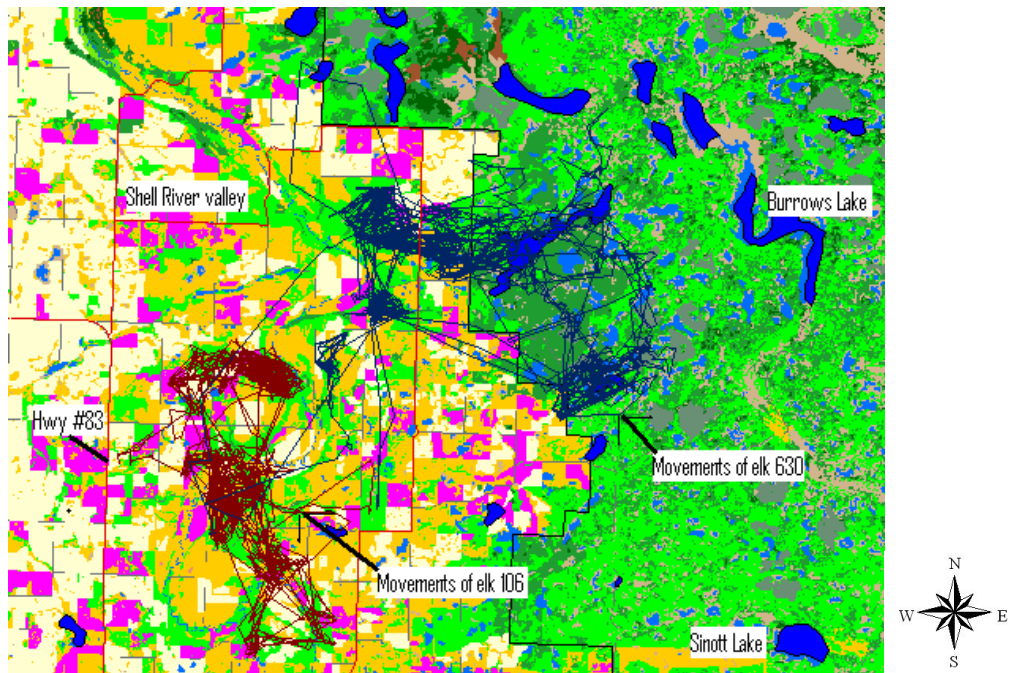 Shell River valley
Burrows Lake
Hwy #83
Movements of elk 630
Movements of elk 106
Sinott Lake
N
W E
S